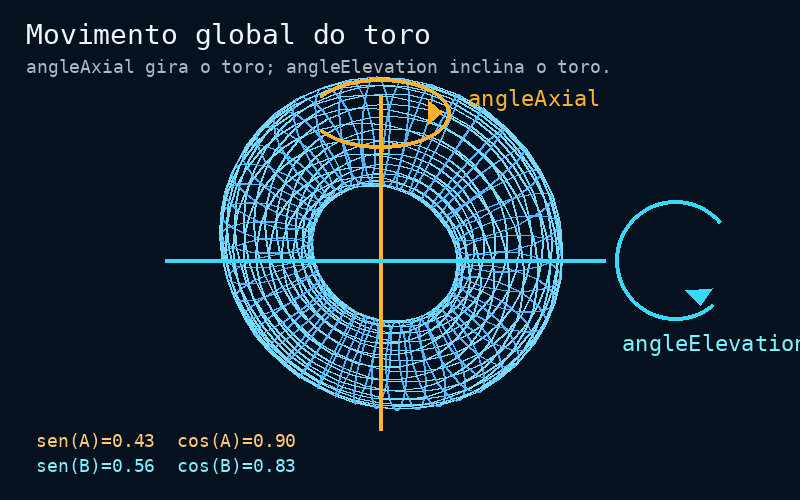 Movimento global do toro
angleAxial gira o toro; angleElevation inclina o toro.
angleAxial
angleElevation
sen(A)=0.43  cos(A)=0.90
sen(B)=0.56  cos(B)=0.83